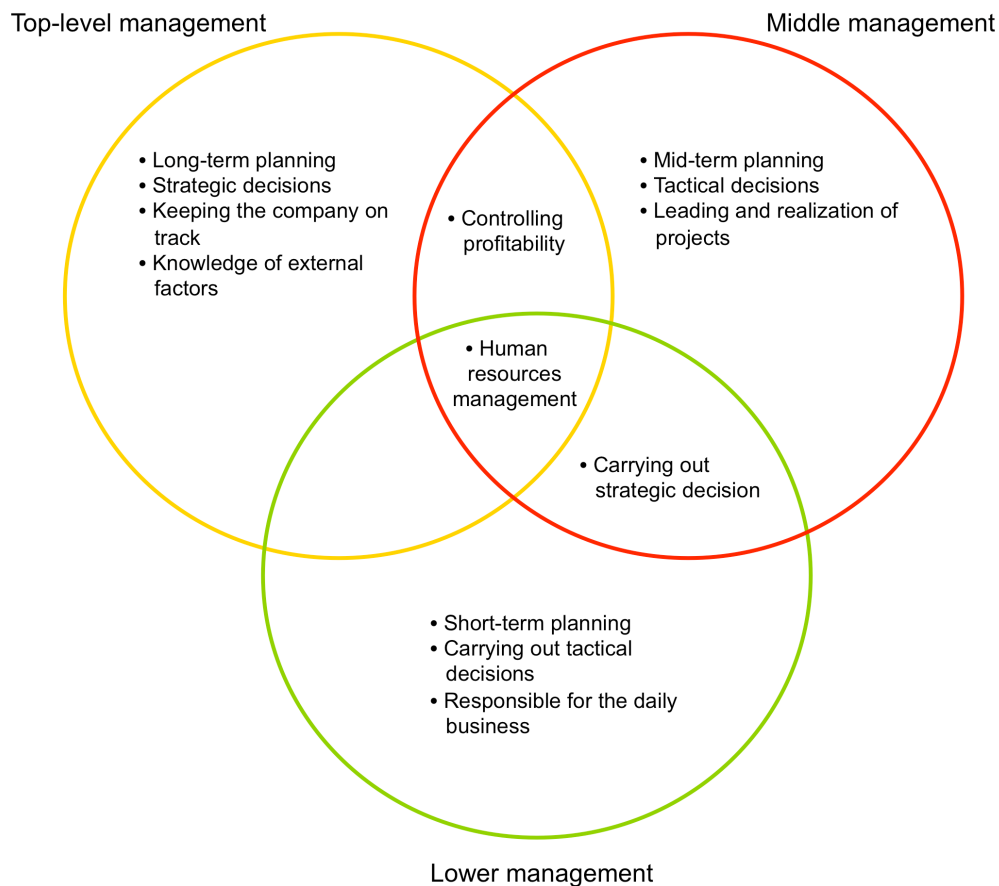 Top-level management
Middle management
• Long-term planning
• Strategic decisions
• Keeping the company on
track
• Knowledge of external
factors
• Controlling
profitability
• Mid-term planning
• Tactical decisions
• Leading and realization of
projects
• Human
resources
management
• Carrying out
strategic decision
• Short-term planning
• Carrying out tactical
decisions
• Responsible for the daily
business
Lower management